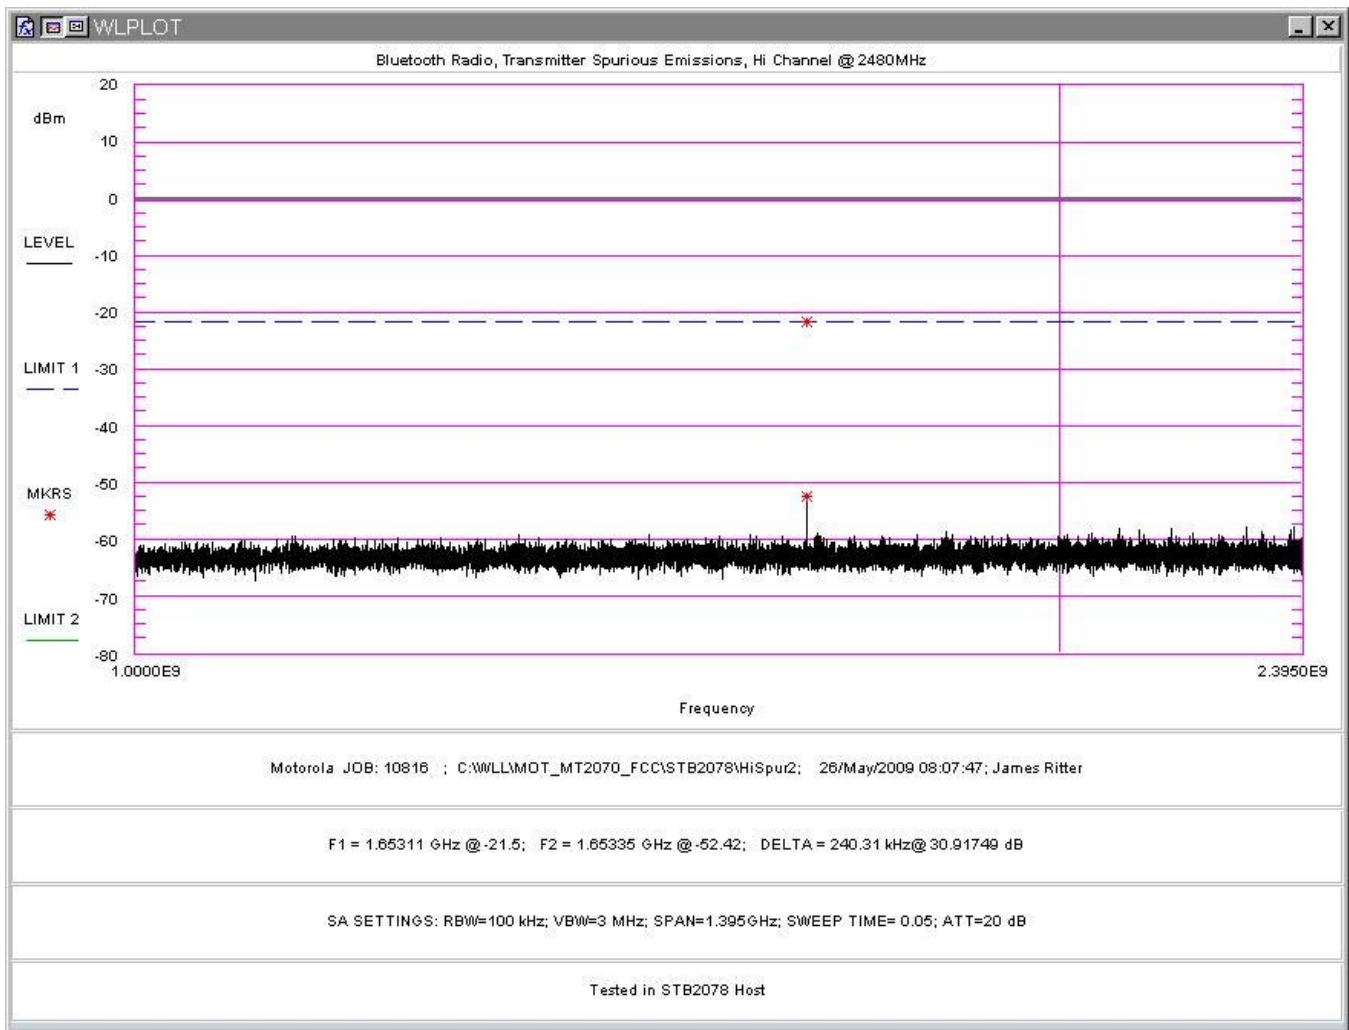 WLPLOT
Bluetooth Radio, Transmitter Spurious Emissions, Hi Channel @ 2480MHz
20
dBm
10
0
LEVEL
-10
-20
LIMIT 1
-30
-40
MKRS
-50
-60
-70
LIMIT 2
-80
1.0000E9
2.3950E9
Frequency
Motorola JOB: 10816 ; C:\WLL\MOT_MT2070_FCC\STB2078\HiSpur2; 26/May/2009 08:07:47; James Ritter
F1 = 1.65311 GHz @ -21.5; F2 = 1.65335 GHz @ -52.42; DELTA = 240.31 kHz@ 30.91749 dB
SA SETTINGS: RBW=100 kHz; VBW=3 MHz; SPAN=1.395GHz; SWEEP TIME= 0.05; ATT=20 dB
Tested in STB2078 Host